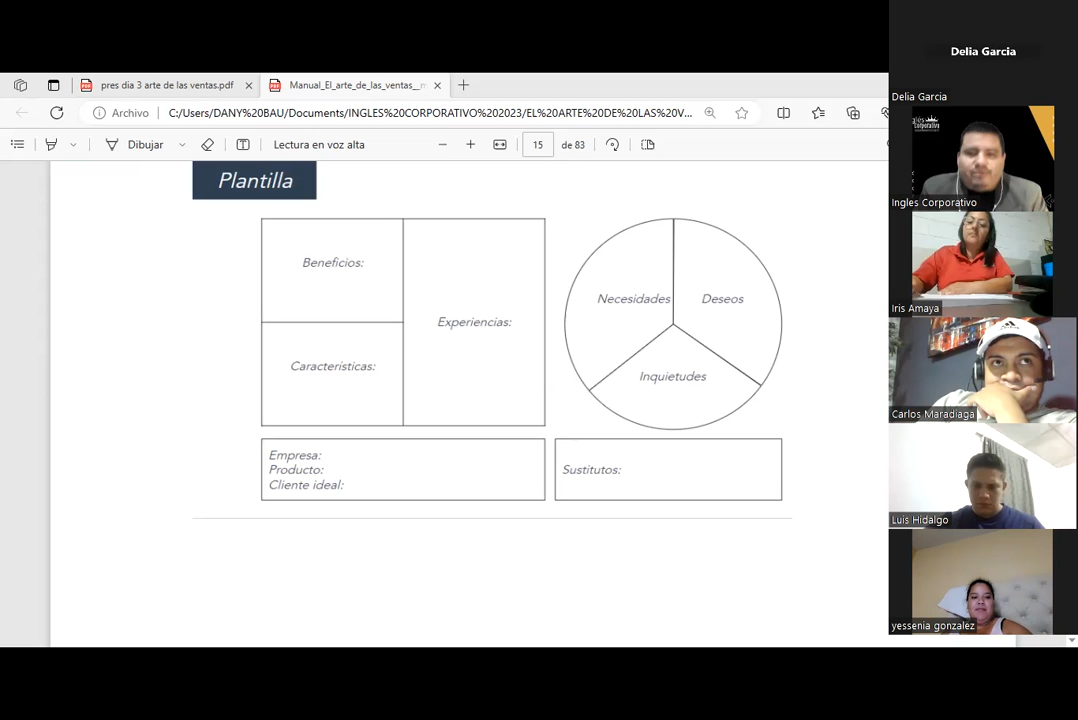 Delia Garcia
pres dia 3 arte de las ventas.pdf
Manual_El_arte_de_las_ventas_
Archivo
C:/Users/DANY%20BAU/Documents/INGLES%20CORPORATIVO%202023/EL%20ARTE%20DE%20LAS%20V...
Dibujar
Lectura en voz alta
15
de 83
Plantilla
Beneficios:
Características:
Experiencias:
Necesidades
Deseos
Inquietudes
Empresa:
Producto:
Cliente ideal:
Sustitutos:
Delia Garcia
Ingles Corporativo
Iris Amaya
Carlos Maradiaga
Luis Hidalgo
yessenia gonzalez